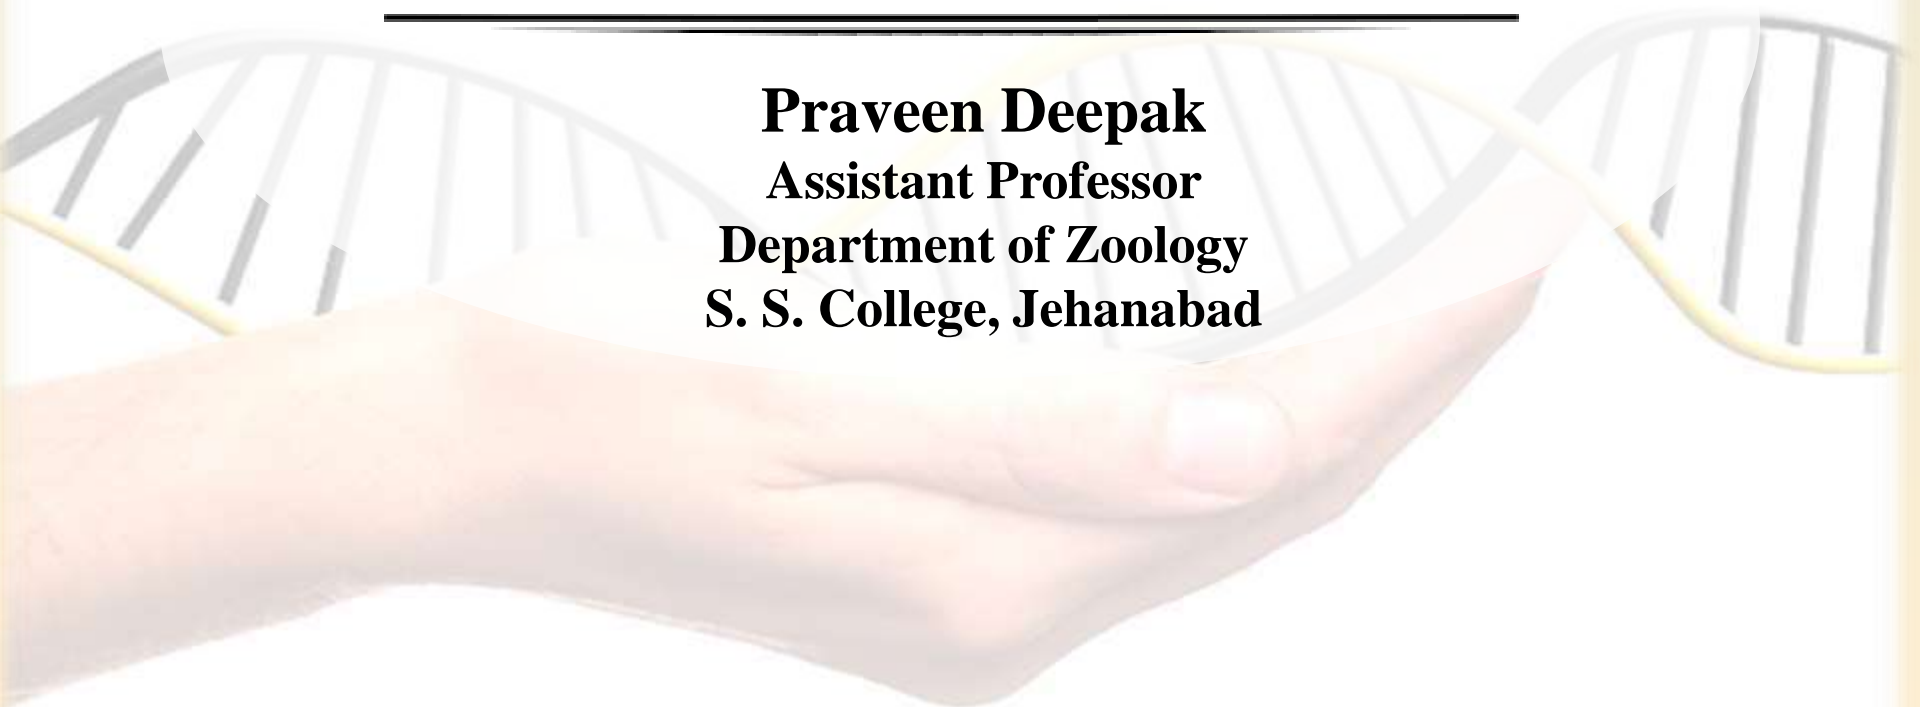 Praveen Deepak
Assistant Professor
Department of Zoology
S. S. College, Jehanabad